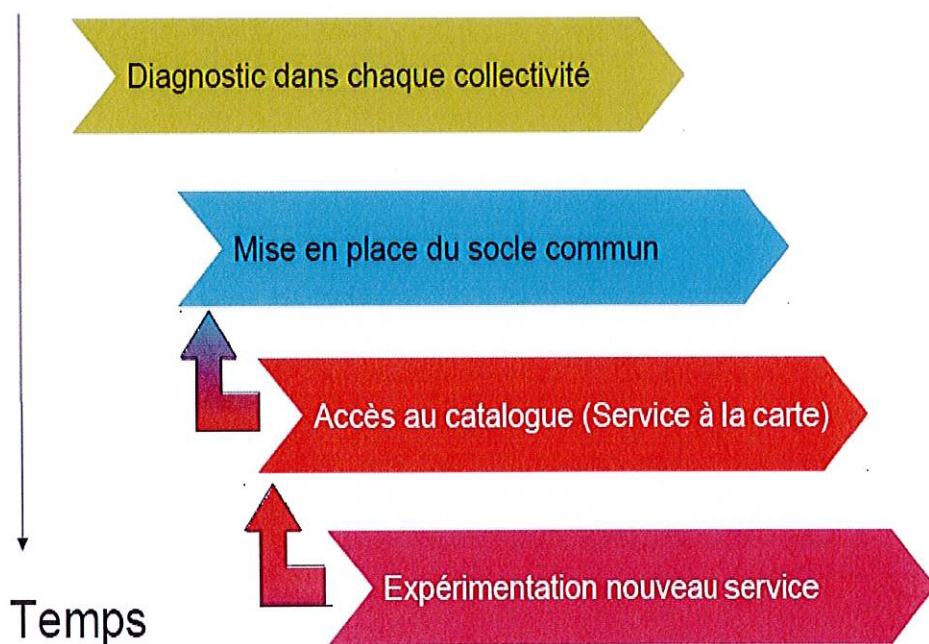 Diagnostic dans chaque collectivité
Mise en place du socle commun
Accès au catalogue (Service à la carte)
Expérimentation nouveau service
Temps